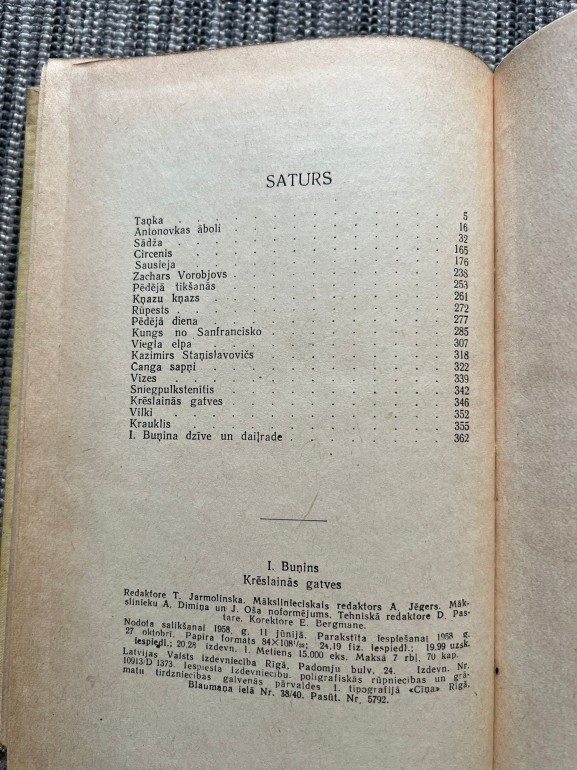 SATURS
Taņka . . . . . . . . . . 5
Antonovkas āboli . . . . . . . . . 16
Sādža . . . . . . . . . . 32
Circenis . . . . . . . . . . 165
Sausieja . . . . . . . . . . 176
Zachars Vorobjovs . . . . . . . . 238
Pēdējā tikšanās . . . . . . . . 253
Kņazu kņazs . . . . . . . . . 261
Rūpests . . . . . . . . . . 272
Pēdējā diena . . . . . . . . . 277
Kungs no Sanfrancisko . . . . . . . 285
Viegla elpa . . . . . . . . . 307
Kazimirs Staņislavovičs . . . . . . . 318
Čanga sapņi . . . . . . . . . 322
Vizes . . . . . . . . . . 339
Sniegpulkstenītis . . . . . . . . 342
Krēslainās gatves . . . . . . . . 346
Vilki . . . . . . . . . . 352
Krauklis . . . . . . . . . . 355
I. Buņina dzīve un daiļrade . . . . . . 362
I. Buņins
Krēslainās gatves
Redaktore T. Jarmolinska. Mākslinieciskais redaktors A. Jēgers. Māk-
slinieku A. Dimiņa un J. Oša noformējums. Tehniskā redaktore D. Pas-
tare. Korektore E. Bergmane.
Nodota salikšanai 1958. g. 11 jūnijā. Parakstīta iespiešanai 1958 g.
27 oktobrī. Papīra formāts 84×108¹/₃₂; 24,19 fiz. iespiedl.; 19.99 uzsk.
iespiedl.; 20,28 izdevn. l. Metiens 15.000 eks. Maksā 7 rbļ. 70 kap.
Latvijas Valsts izdevniecība Rīgā, Padomju bulv. 24. Izdevn. Nr.
10913/D 1373. Iespiesta Izdevniecību, poligrafiskās rūpniecības un grā-
matu tirdzniecības galvenās pārvaldes 1. tipografijā «Cīņa» Rīgā,
Blaumaņa ielā Nr. 38/40. Pasūt. Nr. 5792.